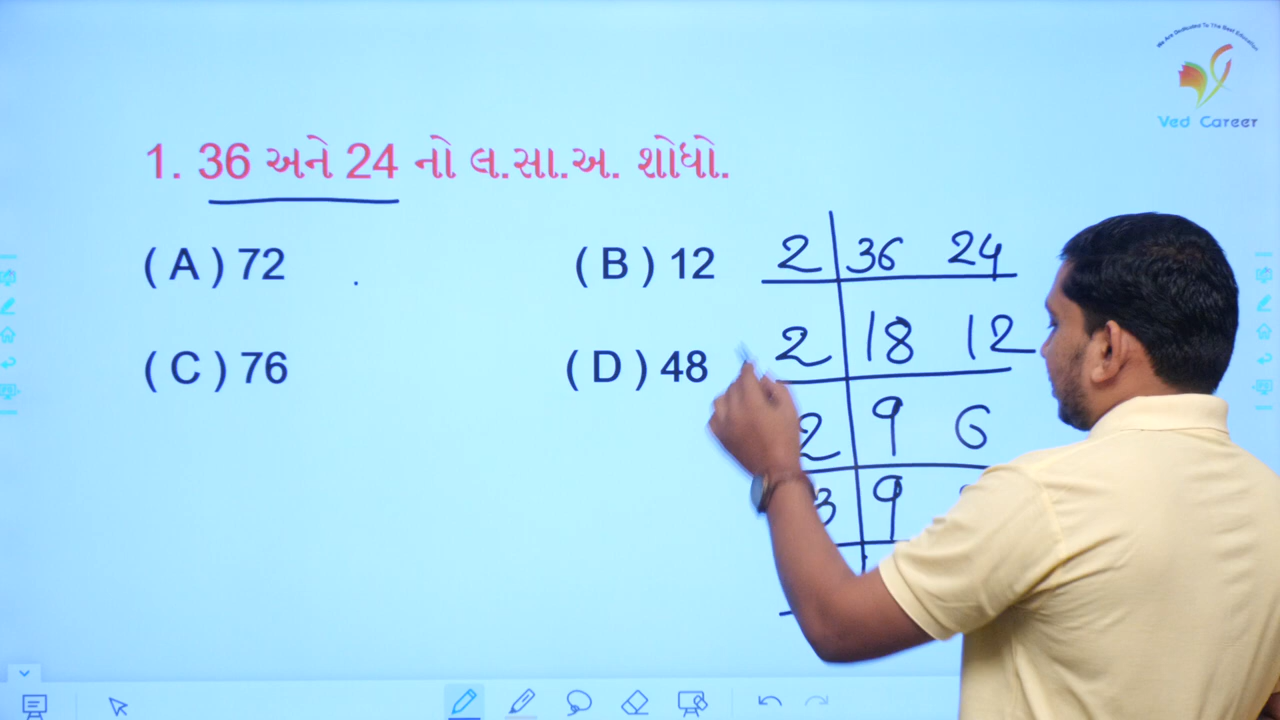 We Are Dedicated To The Best Education
Ved Career
1. 36 અને 24 નો લ.સા.અ. શોધો.
( A ) 72
( B ) 12
( C ) 76
( D ) 48
2 36 24
2 18 12
2 9 6
3 9